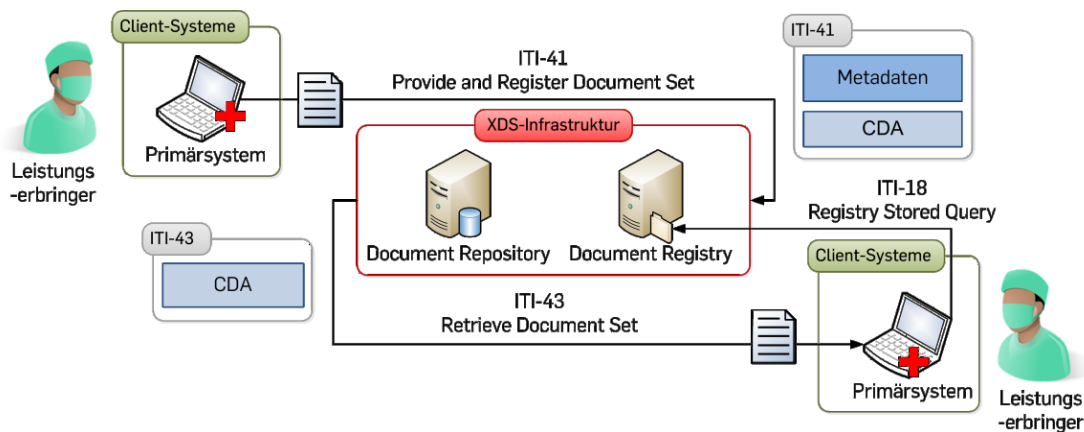 Client-Systeme
Primärsystem
Leistungs
-erbringer
ITI-41
Provide and Register Document Set
ITI-41
Metadaten
CDA
XDS-Infrastruktur
Document Repository
Document Registry
ITI-18
Registry Stored Query
ITI-43
CDA
ITI-43
Retrieve Document Set
Client-Systeme
Primärsystem
Leistungs
-erbringer